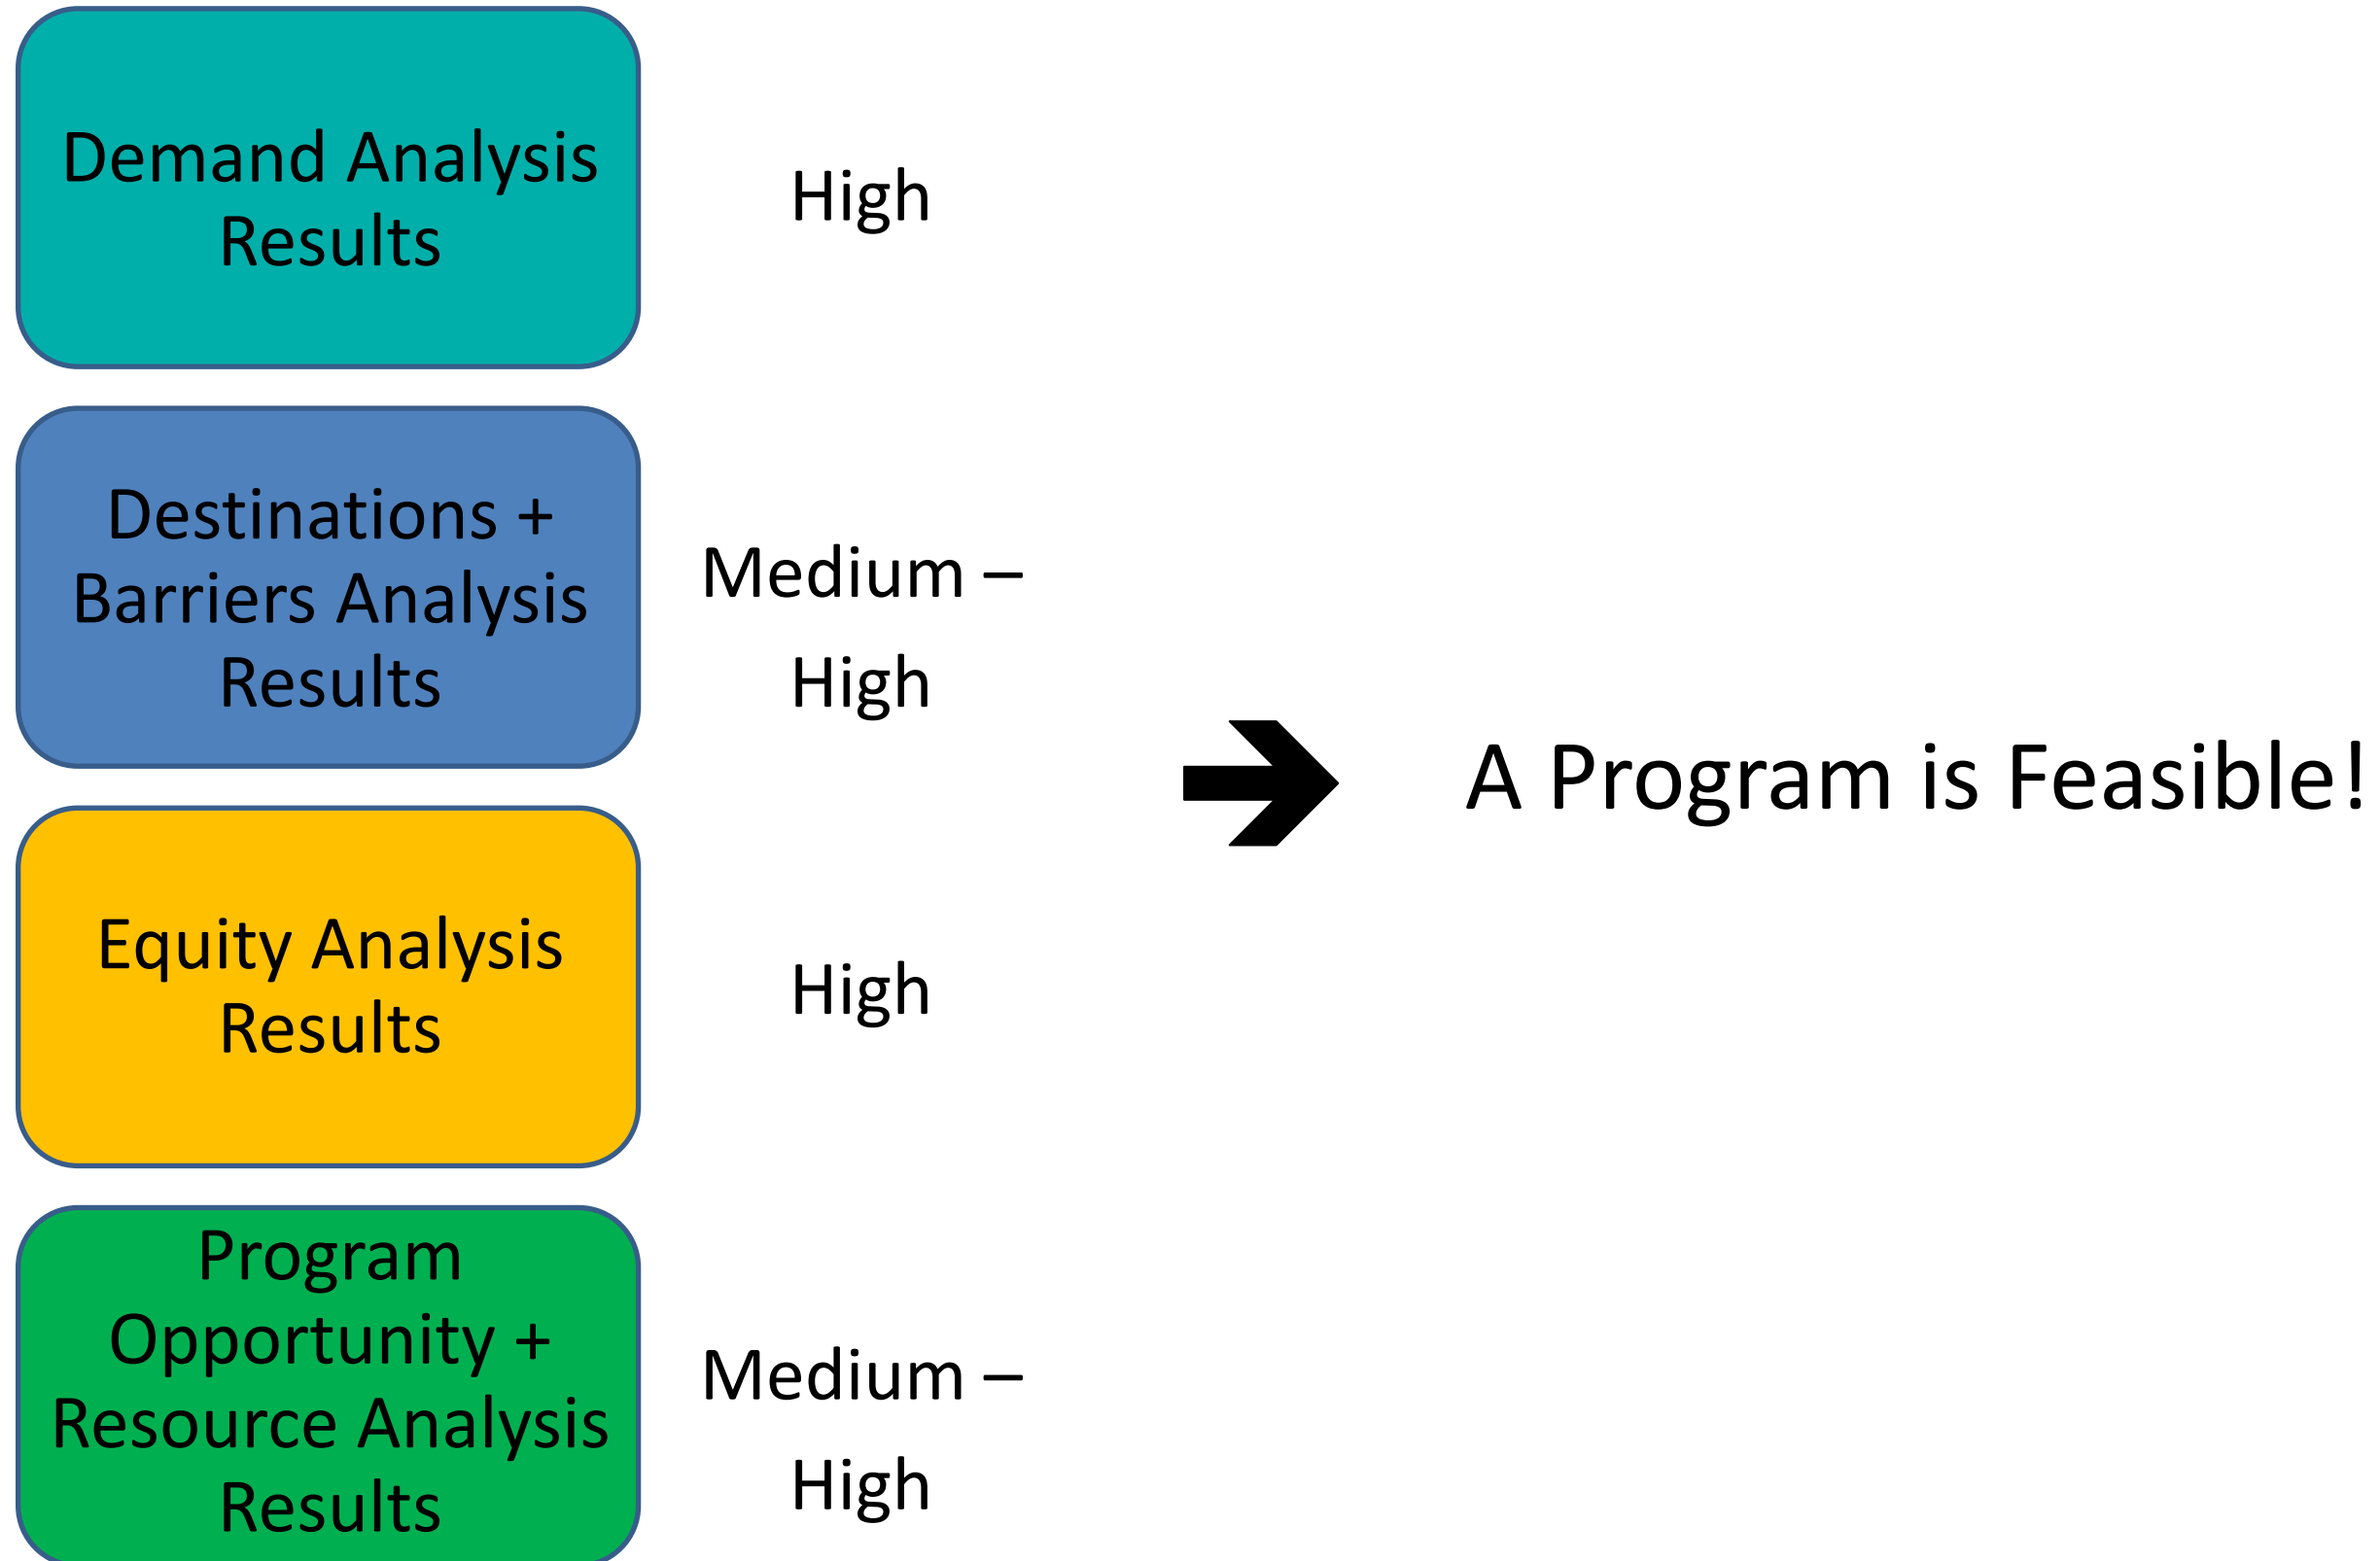 Demand Analysis
Results
High
Destinations +
Barriers Analysis
Results
Medium –
High
Equity Analysis
Results
High
Program
Opportunity +
Resource Analysis
Results
Medium –
High
A Program is Feasible!